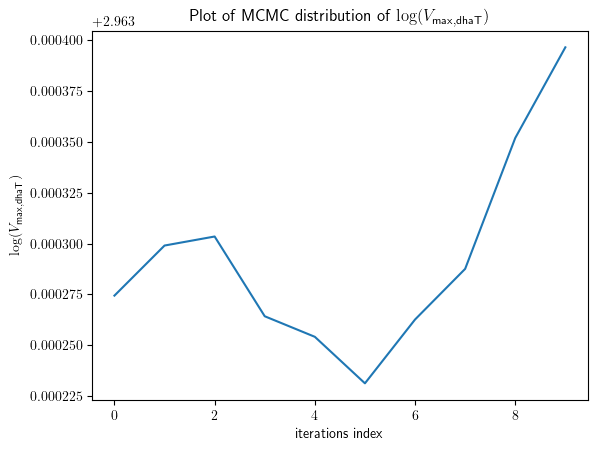 Plot of MCMC distribution of log(V_max,dhaT)
+2.963
0.000400
0.000375
0.000350
0.000325
0.000300
0.000275
0.000250
0.000225
log(V_max,dhaT)
0 2 4 6 8
iterations index